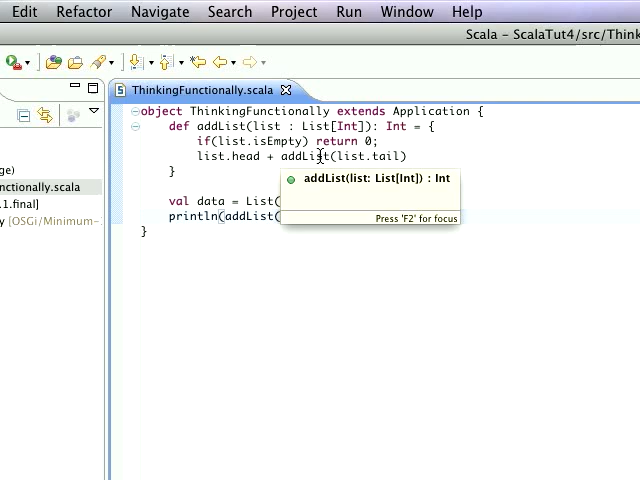 Edit Refactor Navigate Search Project Run Window Help
Scala - ScalaTut4/src/Think
ThinkingFunctionally.scala
object ThinkingFunctionally extends Application {
def addList(list : List[Int]): Int = {
if(list.isEmpty) return 0;
list.head + addList(list.tail)
}
val data = List(
println(addList(
}
addList(list: List[Int]) : Int
Press 'F2' for focus
ge)
nctionally.scala
.1.final]
y [OSGi/Minimum-